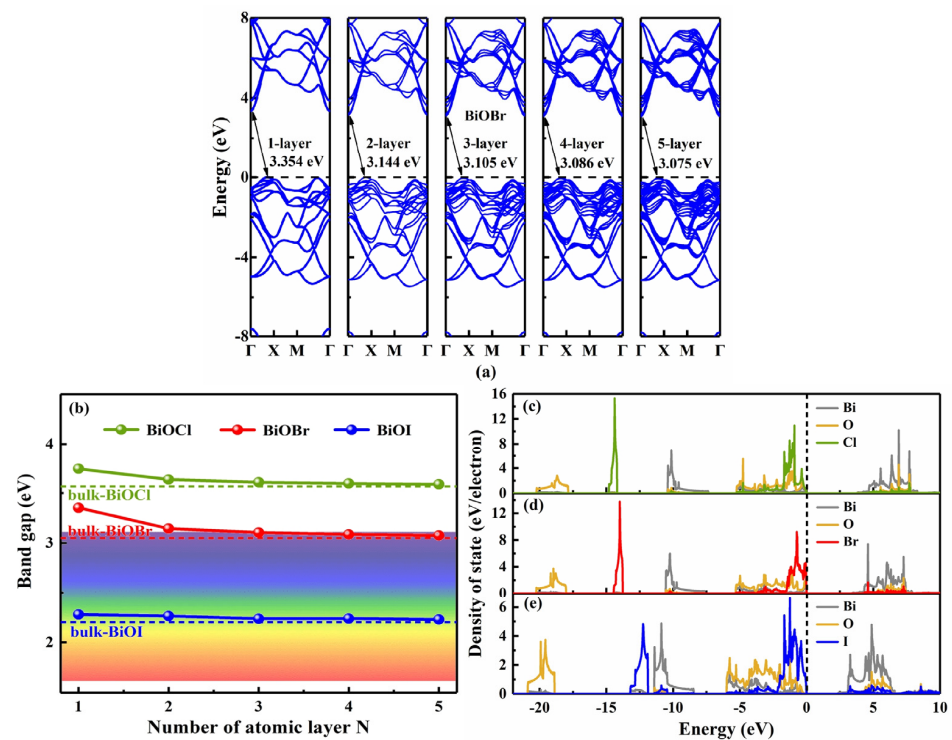 8
4
0
-4
-8
Energy (eV)
BiOBr
1-layer 2-layer 3-layer 4-layer 5-layer
3.354 eV 3.144 eV 3.105 eV 3.086 eV 3.075 eV
Γ X M Γ Γ X M Γ Γ X M Γ Γ X M Γ Γ X M Γ
(a)
(b)
BiOCl BiOBr BiOI
4
3
2
Band gap (eV)
bulk-BiOCl
bulk-BiOBr
bulk-BiOI
1 2 3 4 5
Number of atomic layer N
Density of state (eV/electron)
16
12
8
4
0
(c)
Bi
O
Cl
12
8
4
0
(d)
Bi
O
Br
6
4
2
0
(e)
Bi
O
I
-20 -15 -10 -5 0 5 10
Energy (eV)